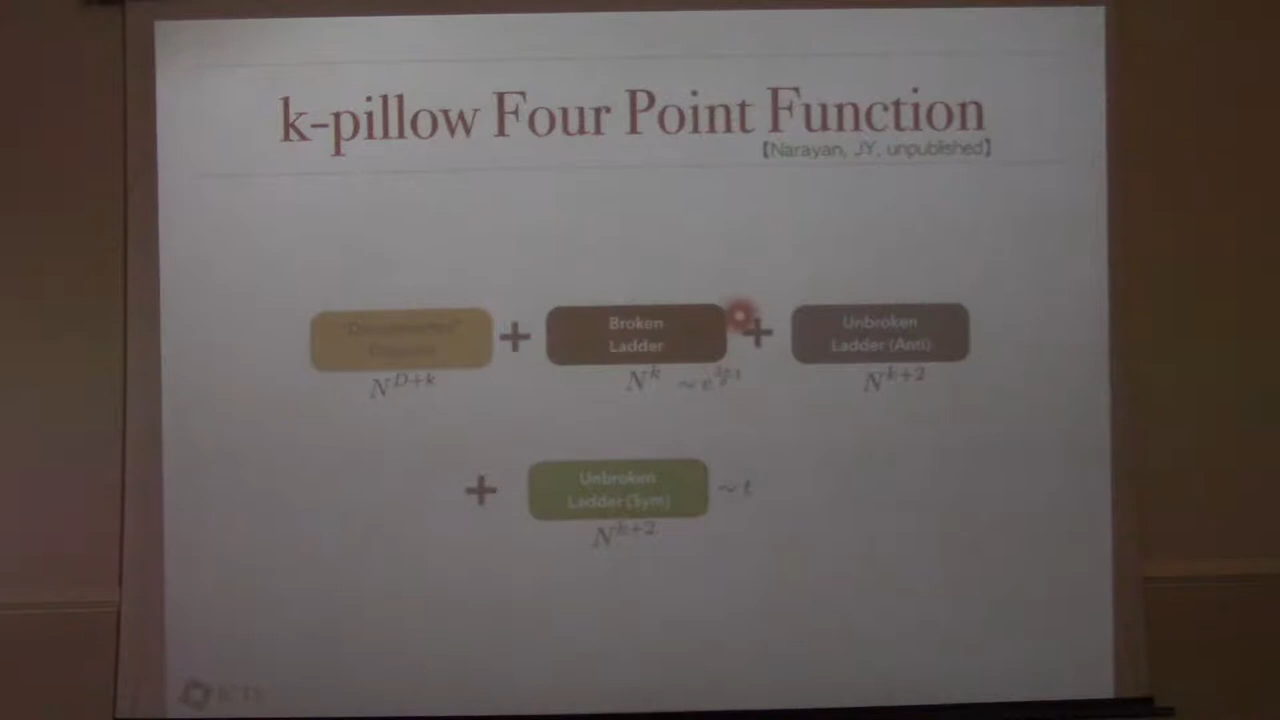 k-pillow Four Point Function
【Narayan, JY, unpublished】
+ Broken + Unbroken
Ladder Ladder (Anti)
N^{D+k} N^k N^{k+2}
+ Unbroken
Ladder (Sym) ~ t
N^{k+2}